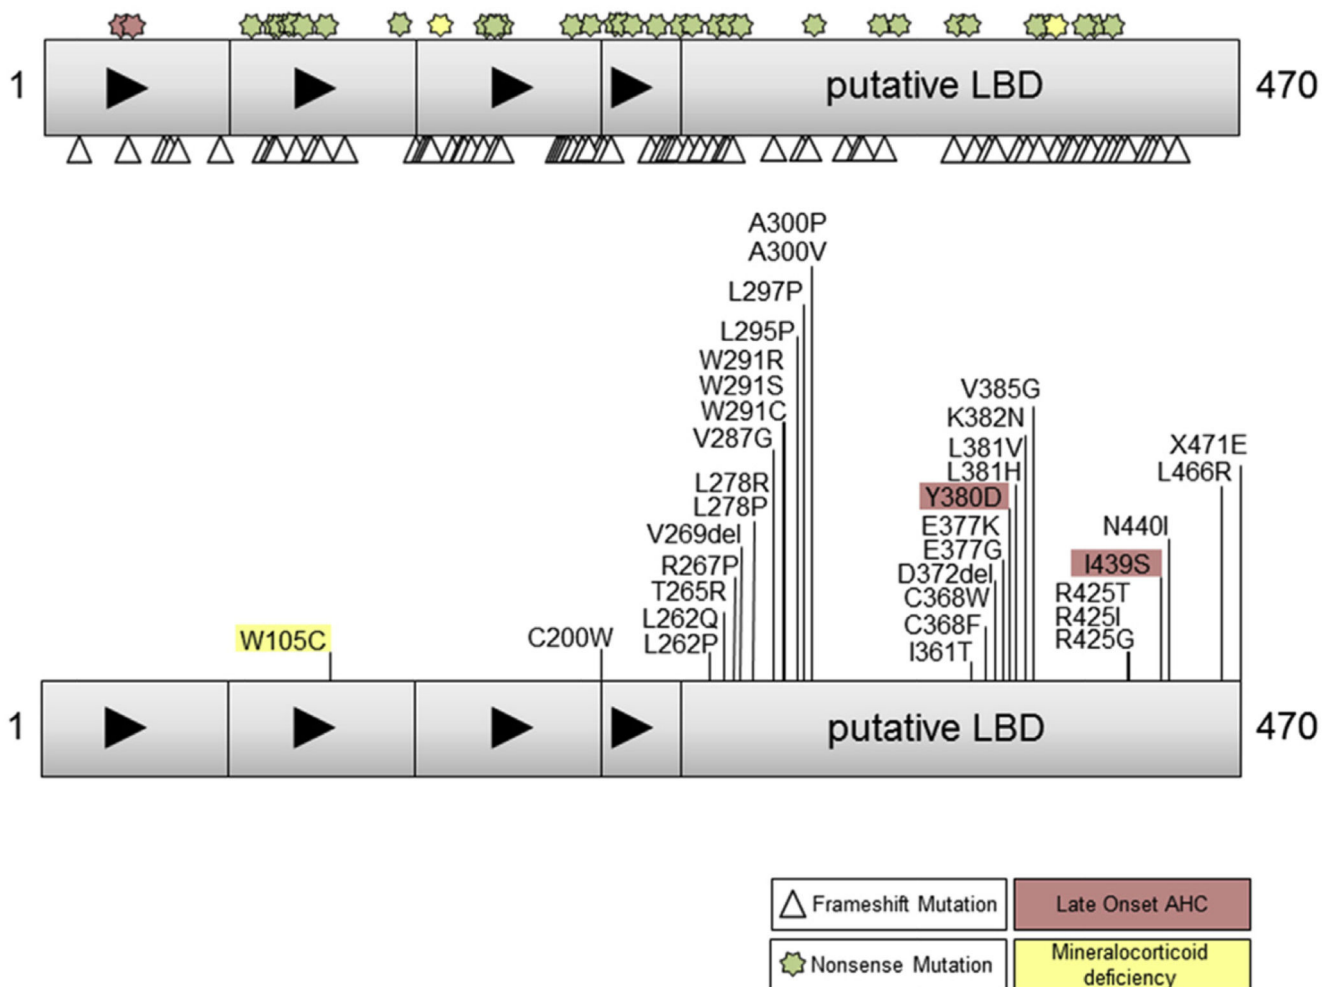 1
putative LBD
470
A300P
A300V
L297P
L295P
W291R
W291S
W291C
V287G
L278R
L278P
V269del
R267P
T265R
L262Q
L262P
V385G
K382N
L381V
L381H
Y380D
E377K
E377G
D372del
C368W
C368F
I361T
X471E
L466R
N440I
I439S
R425T
R425I
R425G
W105C
C200W
1
putative LBD
470
Frameshift Mutation
Late Onset AHC
Nonsense Mutation
Mineralocorticoid
deficiency